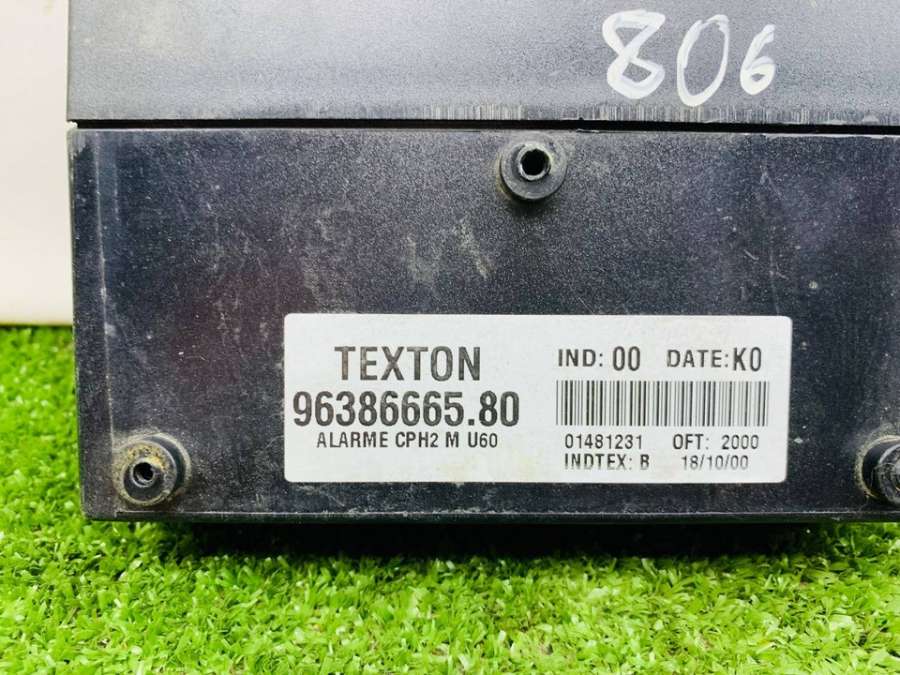 806
TEXTON
96386665.80
ALARME CPH2 M U60
IND: 00 DATE:K0
01481231 OFT: 2000
INDTEX: B 18/10/00